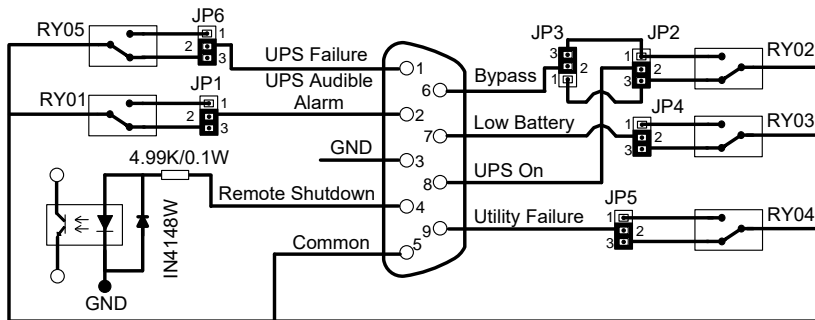 RY05
JP6
1
2
3
UPS Failure
RY01
JP1
1
2
3
UPS Audible
Alarm
GND
4.99K/0.1W
Remote Shutdown
IN4148W
GND
Common
1
2
3
4
5
6
7
8
9
Bypass
Low Battery
UPS On
Utility Failure
JP3
3
2
1
JP2
1
2
3
RY02
JP4
1
2
3
RY03
JP5
1
2
3
RY04